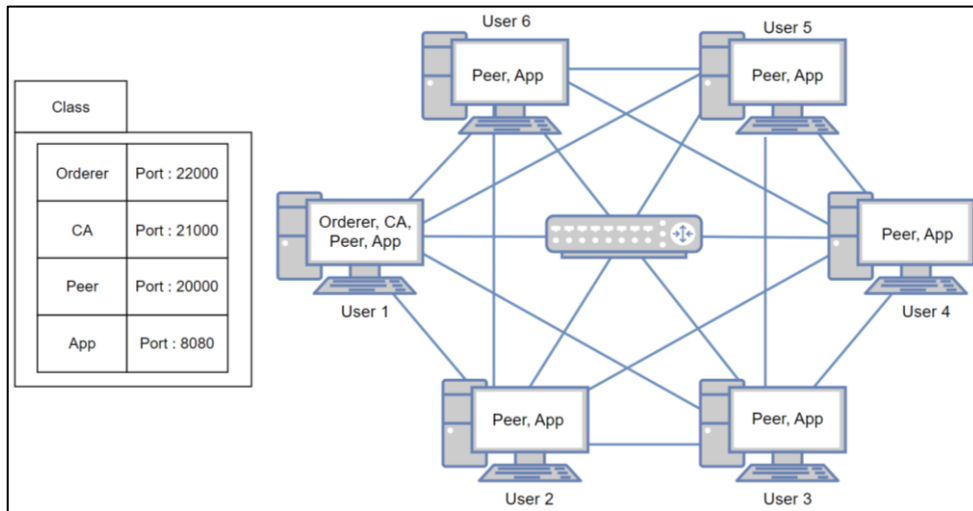 User 6
User 5
Peer, App
Peer, App
Class
Orderer
Port : 22000
CA
Port : 21000
Peer
Port : 20000
App
Port : 8080
Orderer, CA,
Peer, App
Peer, App
User 1
User 4
Peer, App
Peer, App
User 2
User 3